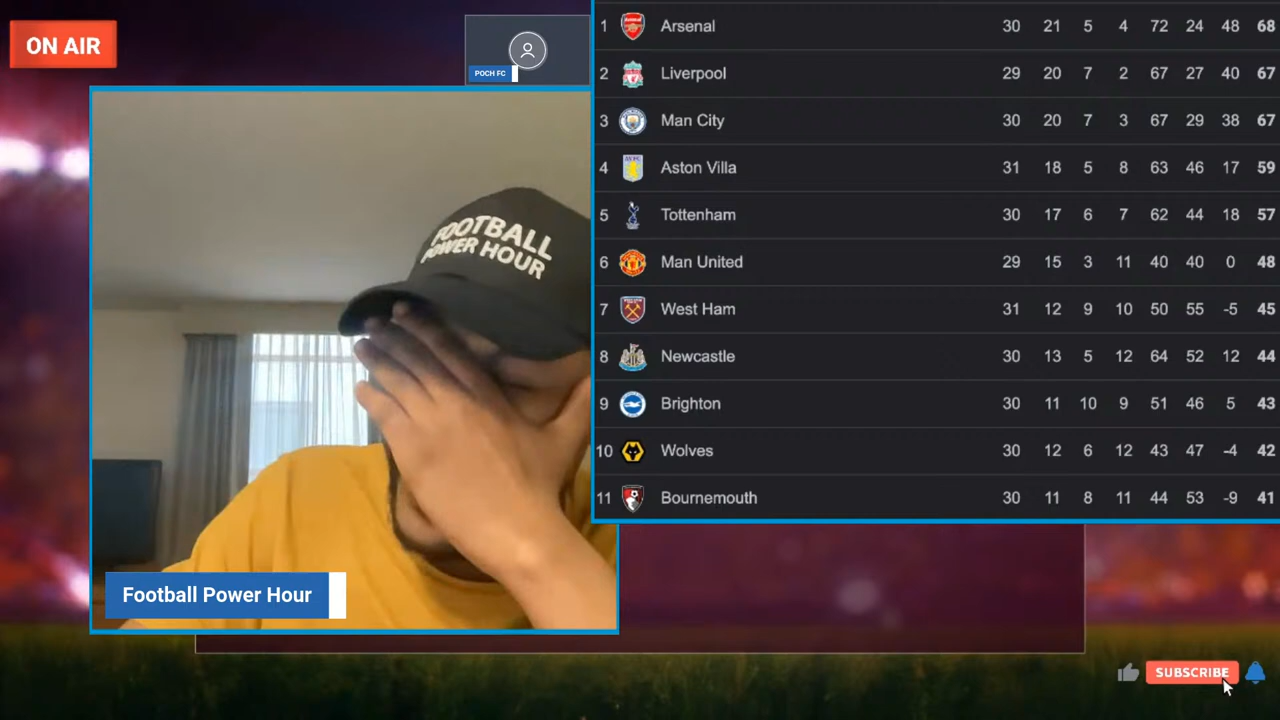 ON AIR
POCH FC
FOOTBALL
POWER HOUR
Football Power Hour
1 Arsenal 30 21 5 4 72 24 48 68
2 Liverpool 29 20 7 2 67 27 40 67
3 Man City 30 20 7 3 67 29 38 67
4 Aston Villa 31 18 5 8 63 46 17 59
5 Tottenham 30 17 6 7 62 44 18 57
6 Man United 29 15 3 11 40 40 0 48
7 West Ham 31 12 9 10 50 55 -5 45
8 Newcastle 30 13 5 12 64 52 12 44
9 Brighton 30 11 10 9 51 46 5 43
10 Wolves 30 12 6 12 43 47 -4 42
11 Bournemouth 30 11 8 11 44 53 -9 41
SUBSCRIBE